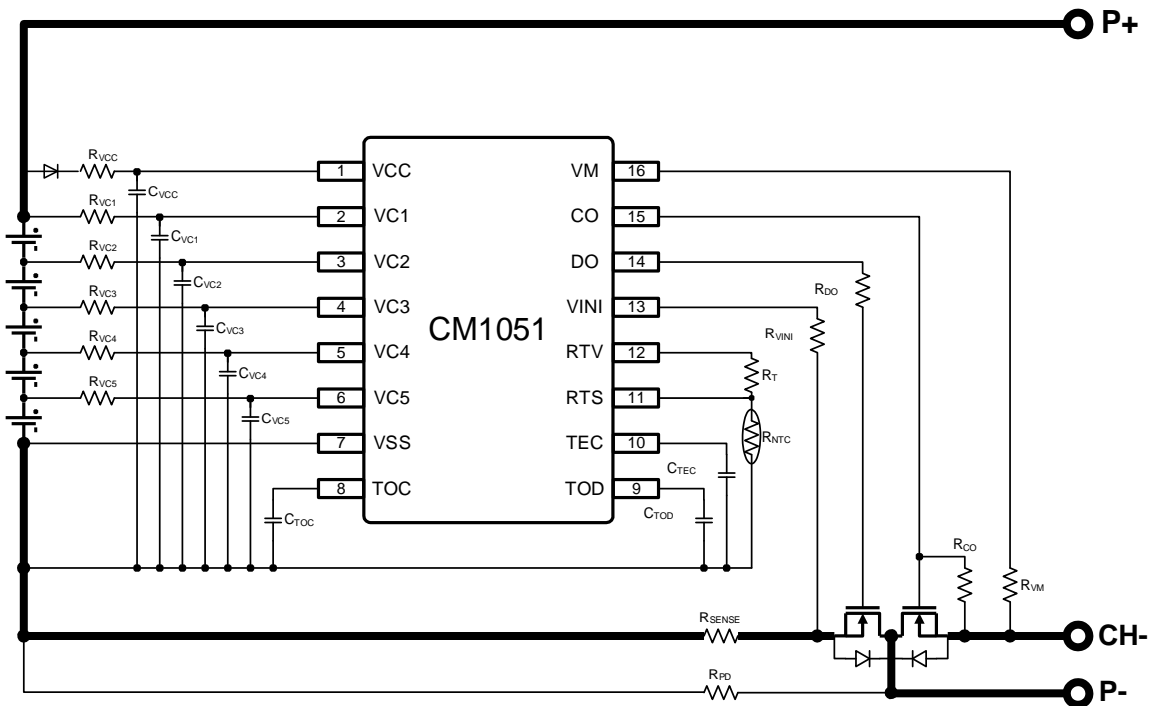 P+
RVCC
1
VCC
VM
16
CVCC
RVC1
2
VC1
CO
15
CVC1
RVC2
3
VC2
DO
14
CVC2
RDO
RVC3
4
VC3
VINI
13
CVC3
CM1051
RVINI
RVC4
5
VC4
RTV
12
CVC4
RT
RVC5
6
VC5
RTS
11
CVC5
RNTC
7
VSS
TEC
10
CTEC
8
TOC
TOD
9
CTOC
CTOD
RCO
RVM
RSENSE
CH-
RPD
P-